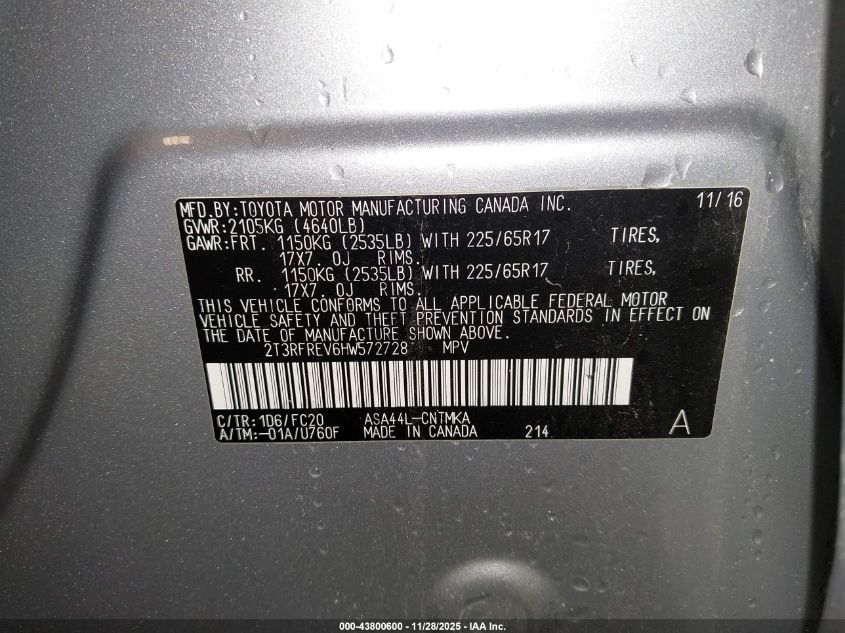 MFD.BY:TOYOTA MOTOR MANUFACTURING CANADA INC. 11/16
GVWR:2105KG (4640LB)
GAWR:FRT. 1150KG (2535LB) WITH 225/65R17 TIRES,
17X7.0J RIMS.
RR. 1150KG (2535LB) WITH 225/65R17 TIRES,
17X7.0J RIMS.
THIS VEHICLE CONFORMS TO ALL APPLICABLE FEDERAL MOTOR
VEHICLE SAFETY AND THEFT PREVENTION STANDARDS IN EFFECT ON
THE DATE OF MANUFACTURE SHOWN ABOVE.
2T3RFREV6HW572728 MPV
C/TR:1D6/FC20 ASA44L-CNTMKA
A/TM:-01A/U760F MADE IN CANADA 214 A
000-43800600 - 11/28/2025 - IAA Inc.